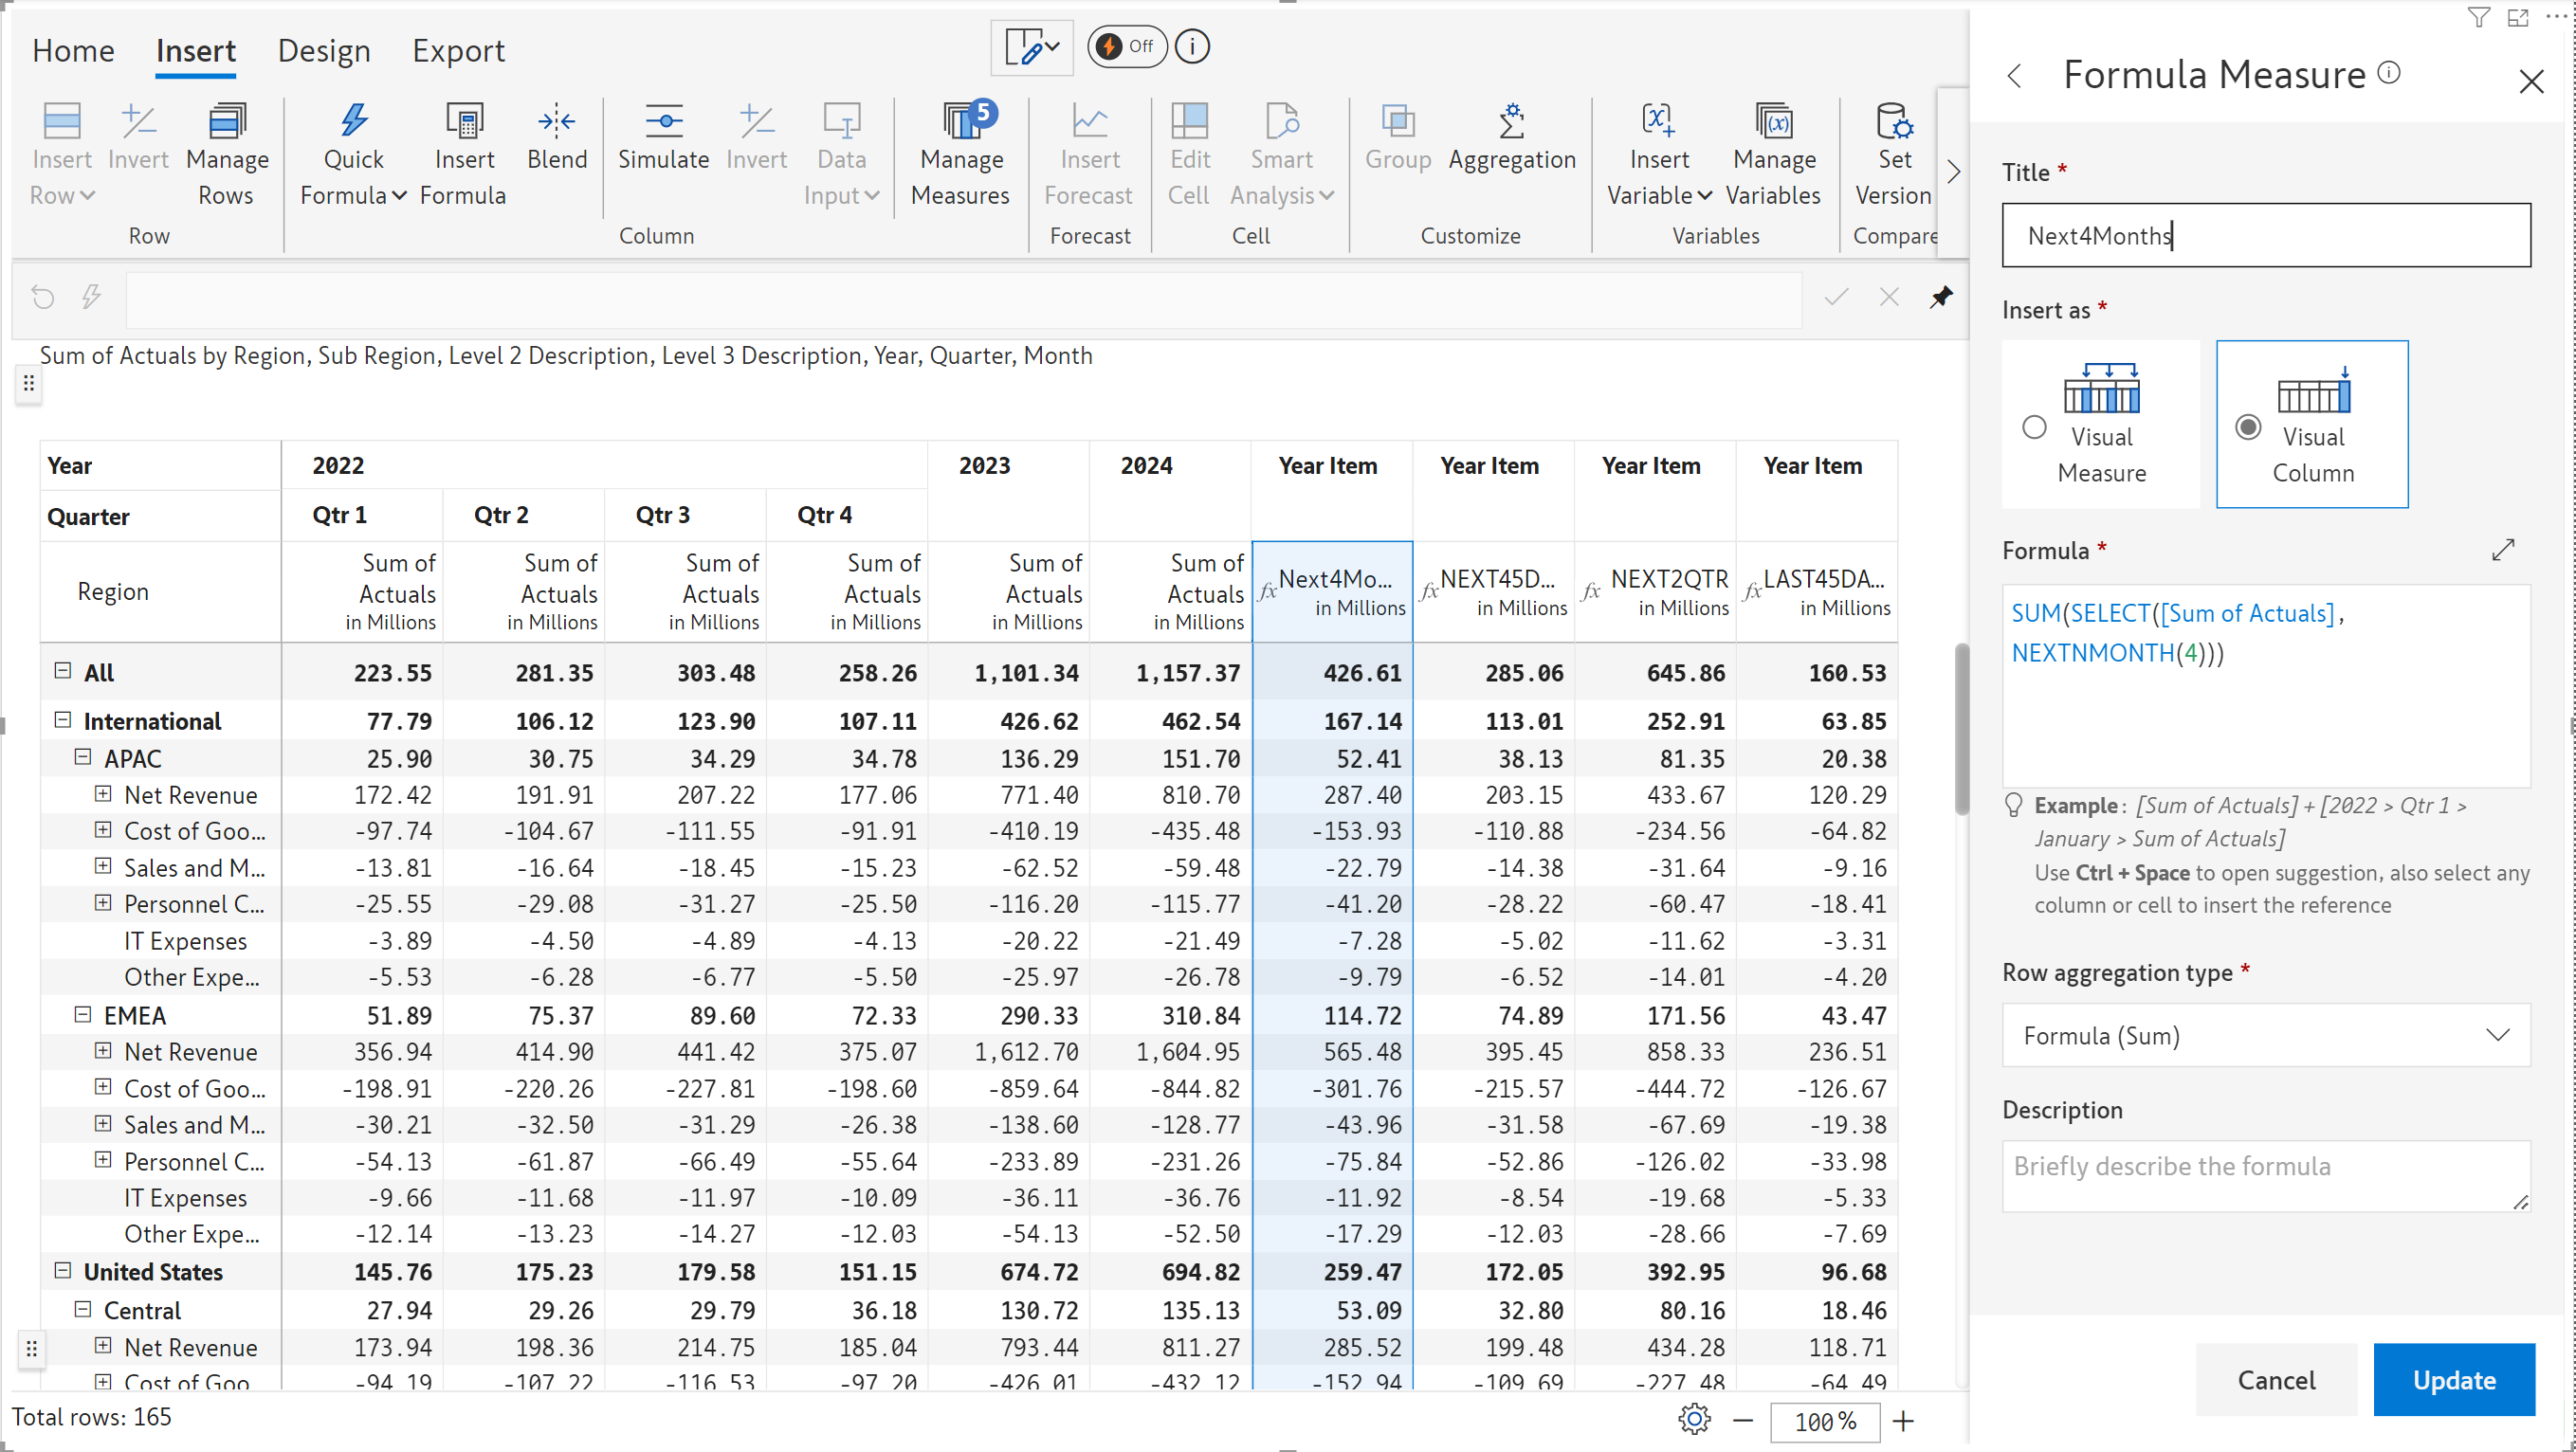 Home Insert Design Export
Off
Insert Row
Invert
Manage Rows
Row
Quick Formula
Insert Formula
Blend
Simulate
Invert
Data Input
Column
5
Manage Measures
Insert Forecast
Forecast
Edit Cell
Smart Analysis
Cell
Group
Aggregation
Customize
Insert Variable
Manage Variables
Variables
Set Version
Compare
Sum of Actuals by Region, Sub Region, Level 2 Description, Level 3 Description, Year, Quarter, Month
Year 2022 2023 2024 Year Item Year Item Year Item Year Item
Quarter Qtr 1 Qtr 2 Qtr 3 Qtr 4
Region Sum of Actuals in Millions Sum of Actuals in Millions Sum of Actuals in Millions Sum of Actuals in Millions Sum of Actuals in Millions Sum of Actuals in Millions fx Next4Mo... in Millions fx NEXT45D... in Millions fx NEXT2QTR in Millions fx LAST45DA... in Millions
All 223.55 281.35 303.48 258.26 1,101.34 1,157.37 426.61 285.06 645.86 160.53
International 77.79 106.12 123.90 107.11 426.62 462.54 167.14 113.01 252.91 63.85
APAC 25.90 30.75 34.29 34.78 136.29 151.70 52.41 38.13 81.35 20.38
Net Revenue 172.42 191.91 207.22 177.06 771.40 810.70 287.40 203.15 433.67 120.29
Cost of Goo... -97.74 -104.67 -111.55 -91.91 -410.19 -435.48 -153.93 -110.88 -234.56 -64.82
Sales and M... -13.81 -16.64 -18.45 -15.23 -62.52 -59.48 -22.79 -14.38 -31.64 -9.16
Personnel C... -25.55 -29.08 -31.27 -25.50 -116.20 -115.77 -41.20 -28.22 -60.47 -18.41
IT Expenses -3.89 -4.50 -4.89 -4.13 -20.22 -21.49 -7.28 -5.02 -11.62 -3.31
Other Expe... -5.53 -6.28 -6.77 -5.50 -25.97 -26.78 -9.79 -6.52 -14.01 -4.20
EMEA 51.89 75.37 89.60 72.33 290.33 310.84 114.72 74.89 171.56 43.47
Net Revenue 356.94 414.90 441.42 375.07 1,612.70 1,604.95 565.48 395.45 858.33 236.51
Cost of Goo... -198.91 -220.26 -227.81 -198.60 -859.64 -844.82 -301.76 -215.57 -444.72 -126.67
Sales and M... -30.21 -32.50 -31.29 -26.38 -138.60 -128.77 -43.96 -31.58 -67.69 -19.38
Personnel C... -54.13 -61.87 -66.49 -55.64 -233.89 -231.26 -75.84 -52.86 -126.02 -33.98
IT Expenses -9.66 -11.68 -11.97 -10.09 -36.11 -36.76 -11.92 -8.54 -19.68 -5.33
Other Expe... -12.14 -13.23 -14.27 -12.03 -54.13 -52.50 -17.29 -12.03 -28.66 -7.69
United States 145.76 175.23 179.58 151.15 674.72 694.82 259.47 172.05 392.95 96.68
Central 27.94 29.26 29.79 36.18 130.72 135.13 53.09 32.80 80.16 18.46
Net Revenue 173.94 198.36 214.75 185.04 793.44 811.27 285.52 199.48 434.28 118.71
Cost of Goo -94.19 -107.22 -116.53 -97.20 -426.01 -432.12 -152.94 -109.69 -227.48 -64.49
Total rows: 165
100%
Formula Measure
Title *
Next4Months
Insert as *
Visual Measure
Visual Column
Formula *
SUM(SELECT([Sum of Actuals],
NEXTNMONTH(4)))
Example: [Sum of Actuals] + [2022 > Qtr 1 >
January > Sum of Actuals]
Use Ctrl + Space to open suggestion, also select any
column or cell to insert the reference
Row aggregation type *
Formula (Sum)
Description
Briefly describe the formula
Cancel Update